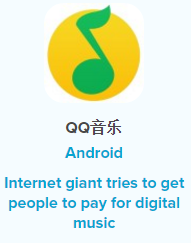 QQ音乐
Android
Internet giant tries to get
people to pay for digital
music